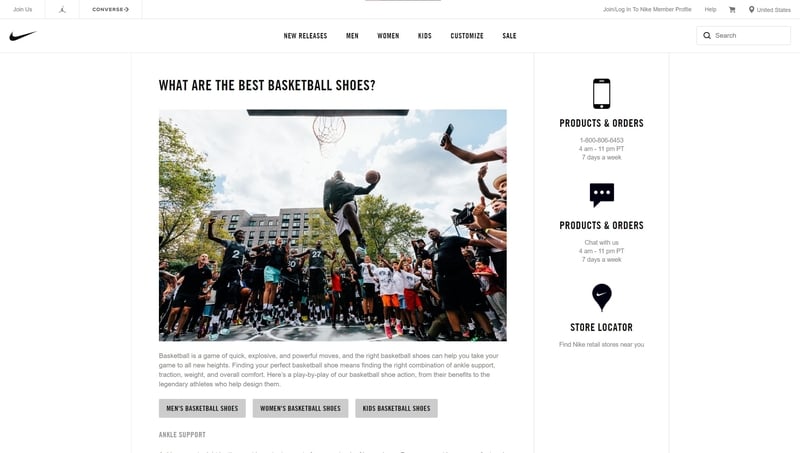 Join Us
CONVERSE
Join/Log In To Nike Member Profile
Help
United States
NEW RELEASES
MEN
WOMEN
KIDS
CUSTOMIZE
SALE
Search
WHAT ARE THE BEST BASKETBALL SHOES?
2
27
Basketball is a game of quick, explosive, and powerful moves, and the right basketball shoes can help you take your
game to all new heights. Finding your perfect basketball shoe means finding the right combination of ankle support,
traction, weight, and overall comfort. Here's a play-by-play of our basketball shoe action, from their benefits to the
legendary athletes who help design them.
MEN'S BASKETBALL SHOES
WOMEN'S BASKETBALL SHOES
KIDS BASKETBALL SHOES
ANKLE SUPPORT
PRODUCTS & ORDERS
1-800-806-6453
4 am - 11 pm PT
7 days a week
PRODUCTS & ORDERS
Chat with us
4 am - 11 pm PT
7 days a week
STORE LOCATOR
Find Nike retail stores near you